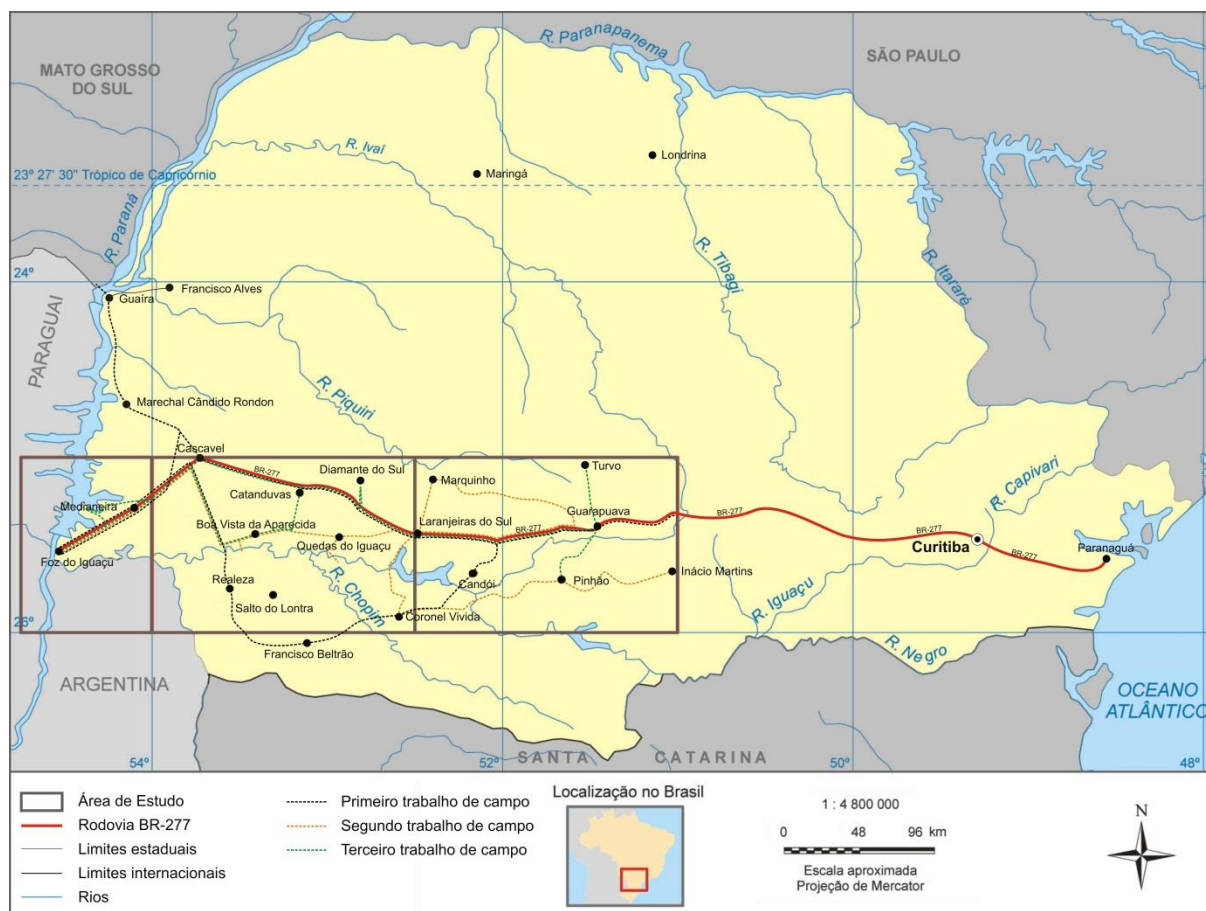 R. Paranapanema
SÃO PAULO
MATO GROSSO
DO SUL
R. Ivaí
Londrina
Maringá
23º 27' 30" Trópico de Capricórnio
R. Paraná
R. Tibagi
R. Itararé
24º
Francisco Alves
Guaíra
PARAGUAI
R. Piquiri
Marechal Cândido Rondon
Cascavel
BR-277
Diamante do Sul
Turvo
Marquinho
Catanduvas
R. Capivari
Medianeira
Guarapuava
BR-277
Boa Vista da Aparecida
Laranjeiras do Sul
BR-277
BR-277
Quedas do Iguaçu
Curitiba
BR-277
Paranaguá
Foz do Iguaçu
Candói
Pinhão
Inácio Martins
Realeza
R. Chopim
Salto do Lontra
R. Iguaçu
Coronel Vivida
26º
Francisco Beltrão
R. Negro
ARGENTINA
OCEANO
ATLÂNTICO
SANTA CATARINA
54º
52º
50º
48º
Área de Estudo
Rodovia BR-277
Limites estaduais
Limites internacionais
Rios
Primeiro trabalho de campo
Segundo trabalho de campo
Terceiro trabalho de campo
Localização no Brasil
1 : 4 800 000
0 48 96 km
Escala aproximada
Projeção de Mercator
N